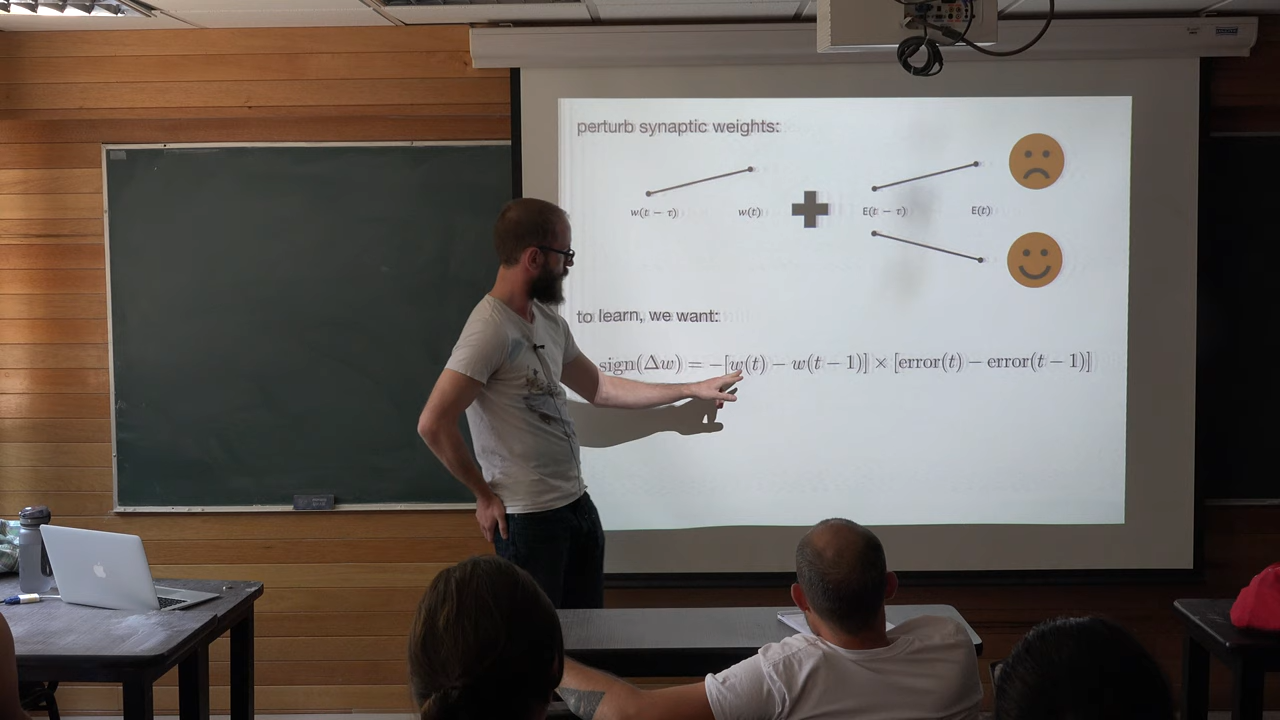 perturb synaptic weights:
w(t − τ) w(t) E(t − τ) E(t)
to learn, we want:
sign(Δw) = −[w(t) − w(t−1)] × [error(t) − error(t−1)]